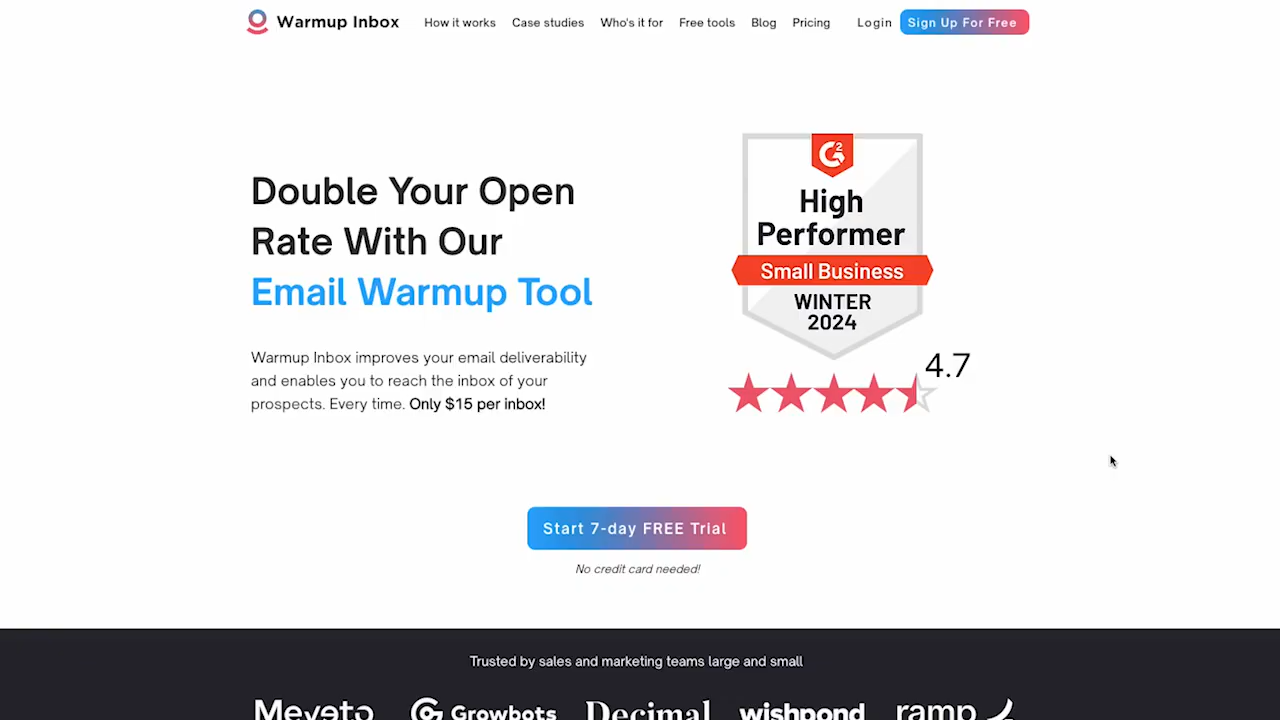 Warmup Inbox
How it works
Case studies
Who's it for
Free tools
Blog
Pricing
Login
Sign Up For Free
Double Your Open
Rate With Our
Email Warmup Tool
Warmup Inbox improves your email deliverability
and enables you to reach the inbox of your
prospects. Every time. Only $15 per inbox!
G2
High
Performer
Small Business
WINTER
2024
4.7
Start 7-day FREE Trial
No credit card needed!
Trusted by sales and marketing teams large and small
Meyeto
Growbots
Decimal
wishpond
ramp